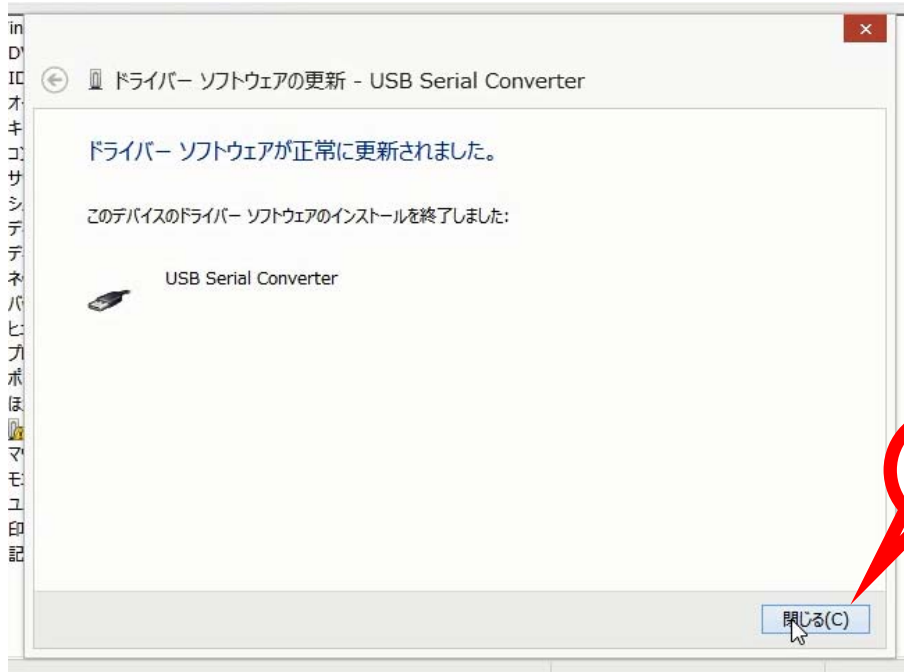 ドライバー ソフトウェアの更新 - USB Serial Converter
ドライバー ソフトウェアが正常に更新されました。
このデバイスのドライバー ソフトウェアのインストールを終了しました:
USB Serial Converter
閉じる(C)